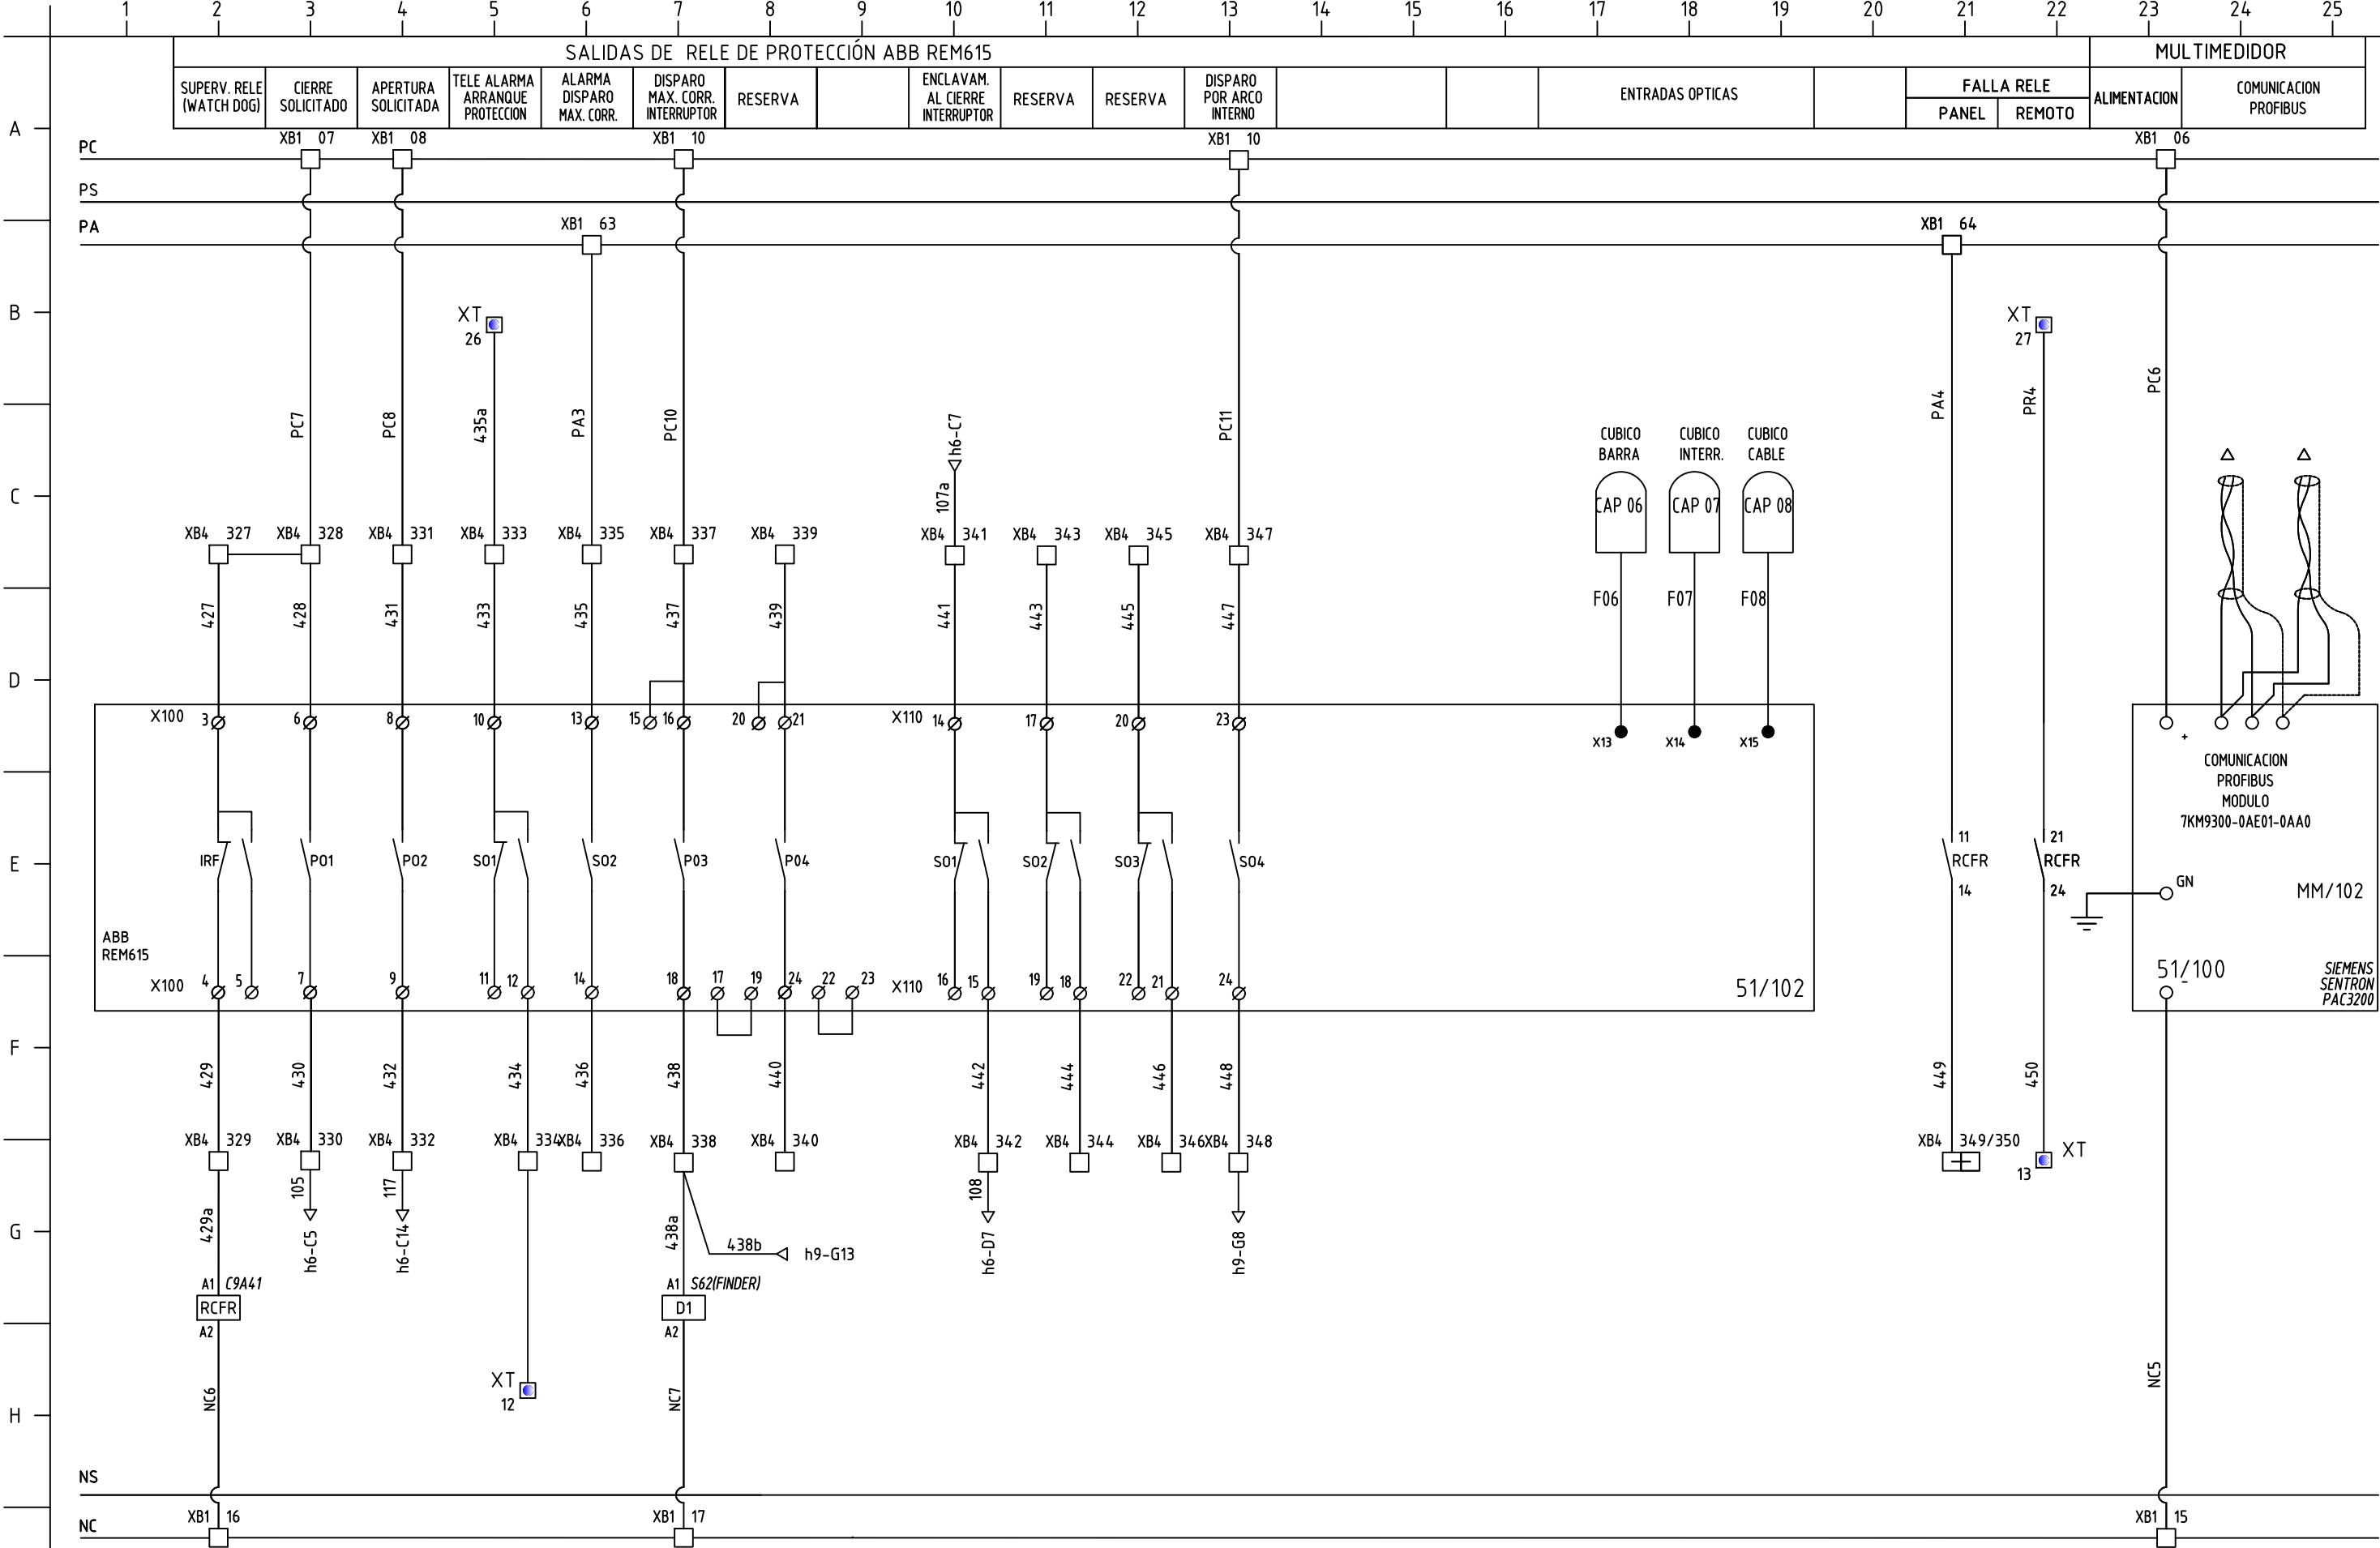 1 2 3 4 5 6 7 8 9 10 11 12 13 14 15 16 17 18 19 20 21 22 23 24 25
SALIDAS DE RELE DE PROTECCIÓN ABB REM615
MULTIMEDIDOR
SUPERV. RELE
(WATCH DOG)
CIERRE
SOLICITADO
APERTURA
SOLICITADA
TELE ALARMA
ARRANQUE
PROTECCION
ALARMA
DISPARO
MAX. CORR.
DISPARO
MAX. CORR.
INTERRUPTOR
RESERVA
ENCLAVAM.
AL CIERRE
INTERRUPTOR
RESERVA
RESERVA
DISPARO
POR ARCO
INTERNO
ENTRADAS OPTICAS
FALLA RELE
PANEL
REMOTO
ALIMENTACION
COMUNICACION
PROFIBUS
A
XB1 07
XB1 08
XB1 10
XB1 10
XB1 06
PC
PS
PA
XB1 63
XB1 64
B
XT
26
XT
27
PC7
PC8
435a
PA3
PC10
h6-C7
PC11
PA4
PR4
PC6
CUBICO
BARRA
CUBICO
INTERR.
CUBICO
CABLE
C
107a
CAP 06
CAP 07
CAP 08
XB4 327
XB4 328
XB4 331
XB4 333
XB4 335
XB4 337
XB4 339
XB4 341
XB4 343
XB4 345
XB4 347
427
428
431
433
435
437
439
441
443
445
447
F06
F07
F08
D
X100 3 6 8 10 13 15 16 20 21
X110 14 17 20 23
X13
X14
X15
+
COMUNICACION
PROFIBUS
MODULO
7KM9300-0AE01-0AA0
E
IRF
PO1
PO2
SO1
SO2
PO3
PO4
SO1
SO2
SO3
SO4
11
RCFR
14
21
RCFR
24
GN
MM/102
ABB
REM615
X100 4 5 7 9 11 12 14 18 17 19 24 22 23
X110 16 15 19 18 22 21 24
51/102
51/100
-
SIEMENS
SENTRON
PAC3200
F
429
430
432
434
436
438
440
442
444
446
448
449
450
XB4 329
XB4 330
XB4 332
XB4 334
XB4 336
XB4 338
XB4 340
XB4 342
XB4 344
XB4 346
XB4 348
XB4 349/350
XT
13
G
429a
105
h6-C5
117
h6-C14
438a
438b
h9-G13
108
h6-D7
h9-G8
A1 C9A41
RCFR
A2
A1 S62(FINDER)
D1
A2
XT
12
H
NC6
NC7
NC5
NS
NC
XB1 16
XB1 17
XB1 15